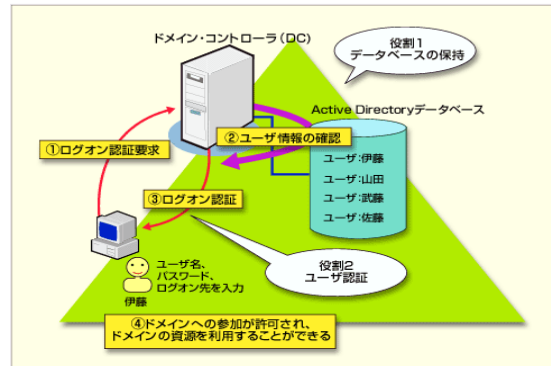 ドメイン・コントローラ(DC)
役割1
データベースの保持
Active Directoryデータベース
①ログオン認証要求
②ユーザ情報の確認
ユーザ:伊藤
ユーザ:山田
ユーザ:武藤
ユーザ:佐藤
③ログオン認証
ユーザ名、
パスワード、
ログオン先を入力
伊藤
役割2
ユーザ認証
④ドメインへの参加が許可され、
ドメインの資源を利用することができる